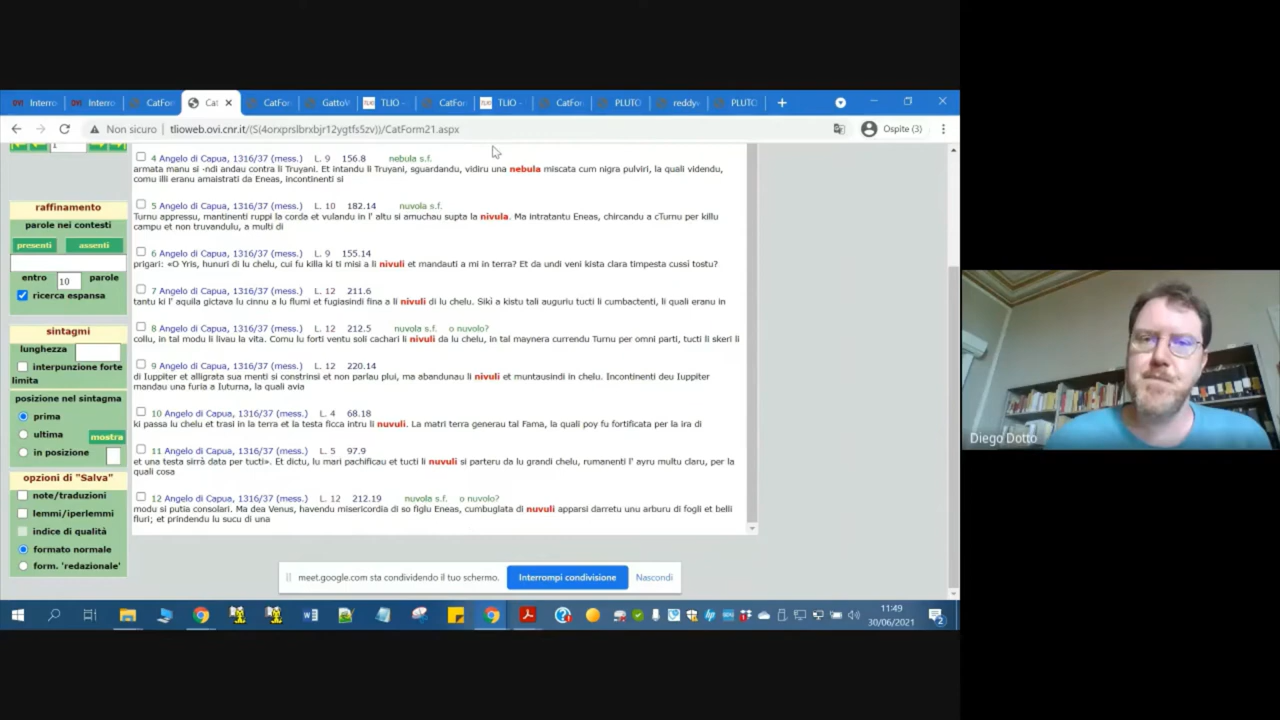 Interro
Interro
CatFor
Cat
CatFor
GattoV
TLIO -
CatFor
TLIO -
CatFor
PLUTO
reddy
PLUTO
Non sicuro
tlioweb.ovi.cnr.it/(S(4orxprslbrxbjr12ygtfs5zv))/CatForm21.aspx
Ospite (3)
raffinamento
parole nei contesti
presenti assenti
entro 10 parole
ricerca espansa
sintagmi
lunghezza
interpunzione forte
limita
posizione nel sintagma
prima
ultima mostra
in posizione
opzioni di "Salva"
note/traduzioni
lemmi/iperlemmi
indice di qualità
formato normale
form. 'redazionale'
4 Angelo di Capua, 1316/37 (mess.) L. 9 156.8 nebula s.f.
armata manu si -ndi andau contra li Truyani. Et intandu li Truyani, sguardandu, vidiru una nebula miscata cum nigra pulviri, la quali videndu,
comu illi eranu amaistrati da Eneas, incontinenti si
5 Angelo di Capua, 1316/37 (mess.) L. 10 182.14 nuvola s.f.
Turnu appressu, mantinenti ruppi la corda et vulandu in l' altu si amuchau supta la nivula. Ma intratantu Eneas, chircandu a cTurnu per killu
campu et non truvandulu, a multi di
6 Angelo di Capua, 1316/37 (mess.) L. 9 155.14
prigari: «O Yris, hunuri di lu chelu, cui fu killa ki ti misi a li nivuli et mandauti a mi in terra? Et da undi veni kista clara timpesta cussì tostu?
7 Angelo di Capua, 1316/37 (mess.) L. 12 211.6
tantu ki l' aquila gictava lu cinnu a lu flumi et fugiasindi fina a li nivuli di lu chelu. Sikì a kistu tali auguriu tucti li cumbactenti, li quali eranu in
8 Angelo di Capua, 1316/37 (mess.) L. 12 212.5 nuvola s.f. o nuvolo?
collu, in tal modu li livau la vita. Comu lu forti ventu soli cachari li nivuli da lu chelu, in tal maynera currendu Turnu per omni parti, tucti li skeri li
9 Angelo di Capua, 1316/37 (mess.) L. 12 220.14
di Iuppiter et alligrata sua menti si constrinsi et non parlau plui, ma abandunau li nivuli et muntausindi in chelu. Incontinenti deu Iuppiter
mandau una furia a Iuturna, la quali avia
10 Angelo di Capua, 1316/37 (mess.) L. 4 68.18
ki passa lu chelu et trasi in la terra et la testa ficca intru li nuvuli. La matri terra generau tal Fama, la quali poy fu fortificata per la ira di
11 Angelo di Capua, 1316/37 (mess.) L. 5 97.9
et una testa sirrà data per tucti». Et dictu, lu mari pachificau et tucti li nuvuli si parteru da lu grandi chelu, rumanenti l' ayru multu claru, per la
quali cosa
12 Angelo di Capua, 1316/37 (mess.) L. 12 212.19 nuvola s.f. o nuvolo?
modu si putia consolari. Ma dea Venus, havendu misericordia di so figlu Eneas, cumbuglata di nuvuli apparsi darretu unu arburu di fogli et belli
fluri; et prindendu lu sucu di una
meet.google.com sta condividendo il tuo schermo. Interrompi condivisione Nascondi
11:49
30/06/2021
Diego Dotto